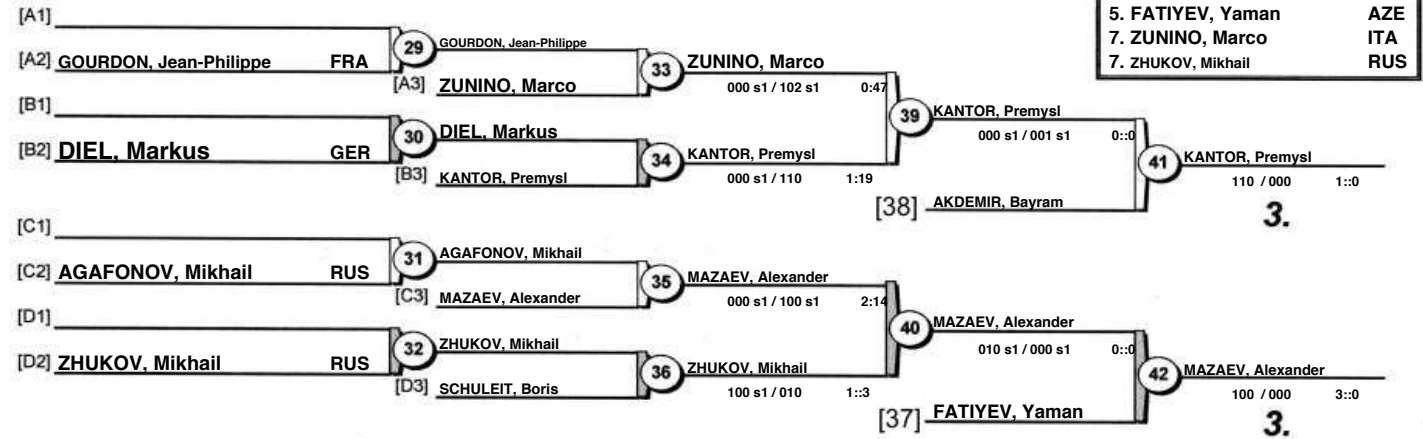 5. FATIYEV, Yaman AZE
7. ZUNINO, Marco ITA
7. ZHUKOV, Mikhail RUS
[A1]
29 GOURDON, Jean-Philippe
[A2] GOURDON, Jean-Philippe FRA
33 ZUNINO, Marco
[A3] ZUNINO, Marco
000 s1 / 102 s1 0:47
[B1]
39 KANTOR, Premysl
30 DIEL, Markus
000 s1 / 001 s1 0::0
[B2] DIEL, Markus GER
34 KANTOR, Premysl
41 KANTOR, Premysl
[B3] KANTOR, Premysl
000 s1 / 110 1:19
110 / 000 1::0
[38] AKDEMIR, Bayram
3.
[C1]
31 AGAFONOV, Mikhail
[C2] AGAFONOV, Mikhail RUS
35 MAZAEV, Alexander
[C3] MAZAEV, Alexander
000 s1 / 100 s1 2:14
[D1]
40 MAZAEV, Alexander
32 ZHUKOV, Mikhail
010 s1 / 000 s1 0::0
[D2] ZHUKOV, Mikhail RUS
36 ZHUKOV, Mikhail
42 MAZAEV, Alexander
[D3] SCHULEIT, Boris
100 s1 / 010 1::3
100 / 000 3::0
[37] FATIYEV, Yaman
3.